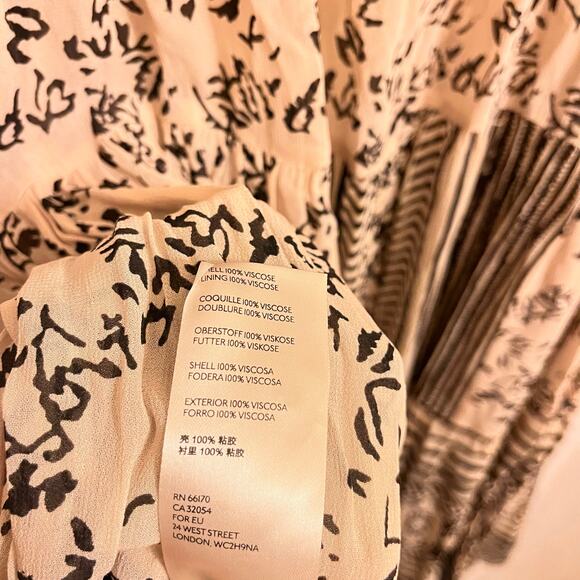 100% VISCOSE
LINING 100% VISCOSE
COQUILLE 100% VISCOSE
DOUBLURE 100% VISCOSE
OBERSTOFF 100% VISKOSE
FUTTER 100% VISKOSE
SHELL 100% VISCOSA
FODERA 100% VISCOSA
EXTERIOR 100% VISCOSA
FORRO 100% VISCOSA
壳 100% 粘胶
衬里 100% 粘胶
RN 66170
CA 32054
FOR EU
24 WEST STREET
LONDON, WC2H9NA